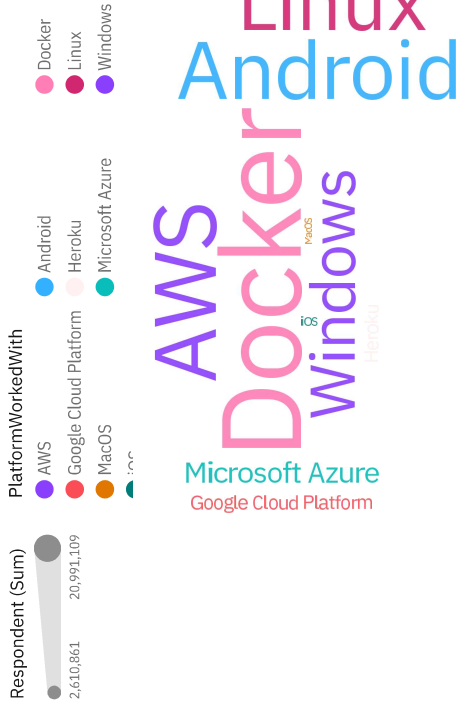 Respondent (Sum)
2,610,861
20,991,109
PlatformWorkedWith
AWS
Android
Docker
Google Cloud Platform
Heroku
Linux
MacOS
Microsoft Azure
Windows
iOS
Linux
Android
Docker
AWS
MacOS
Windows
iOS
Heroku
Microsoft Azure
Google Cloud Platform